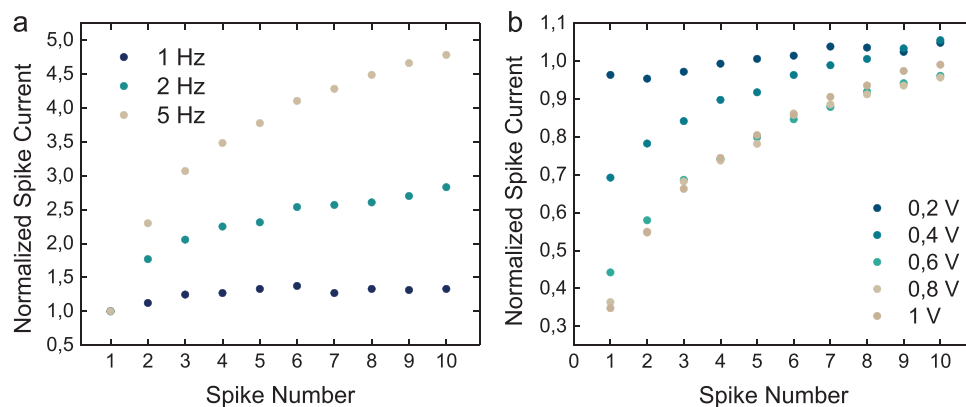 a
5,0
4,5
4,0
3,5
3,0
2,5
2,0
1,5
1,0
0,5
Normalized Spike Current
1 Hz
2 Hz
5 Hz
1 2 3 4 5 6 7 8 9 10
Spike Number
b
1,1
1,0
0,9
0,8
0,7
0,6
0,5
0,4
0,3
Normalized Spike Current
0,2 V
0,4 V
0,6 V
0,8 V
1 V
0 1 2 3 4 5 6 7 8 9 10
Spike Number